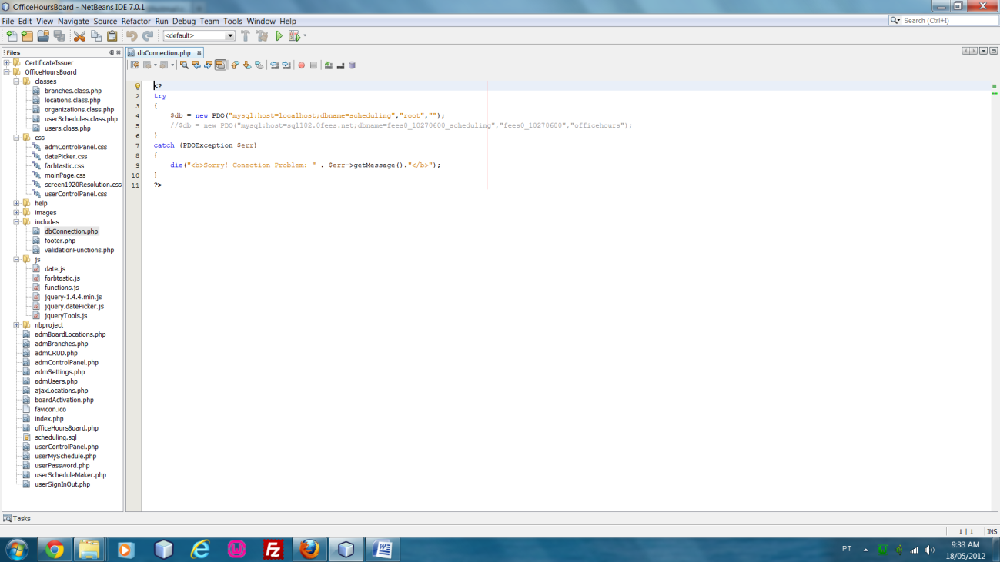 OfficeHoursBoard - NetBeans IDE 7.0.1
File Edit View Navigate Source Refactor Run Debug Team Tools Window Help
Search (Ctrl+I)
<default>
Files
CertificateIssuer
OfficeHoursBoard
classes
branches.class.php
locations.class.php
organizations.class.php
userSchedules.class.php
users.class.php
css
admControlPanel.css
datePicker.css
farbtastic.css
mainPage.css
screen1920Resolution.css
userControlPanel.css
help
images
includes
dbConnection.php
footer.php
validationFunctions.php
js
date.js
farbtastic.js
functions.js
jquery-1.4.4.min.js
jquery.datePicker.js
jqueryTools.js
nbproject
admBoardLocations.php
admBranches.php
admCRUD.php
admControlPanel.php
admSettings.php
admUsers.php
ajaxLocations.php
boardActivation.php
favicon.ico
index.php
officeHoursBoard.php
scheduling.sql
userControlPanel.php
userMySchedule.php
userPassword.php
userScheduleMaker.php
userSignInOut.php
dbConnection.php
<?
2 try
3 {
4 $db = new PDO("mysql:host=localhost;dbname=scheduling","root","");
5 //$db = new PDO("mysql:host=sql102.0fees.net;dbname=fees0_10270600_scheduling","fees0_10270600","officehours");
6 }
7 catch (PDOException $err)
8 {
9 die("<b>Sorry! Conection Problem: " . $err->getMessage()."</b>");
10 }
11 ?>
Tasks
1 | 1 INS
PT
9:33 AM
18/05/2012